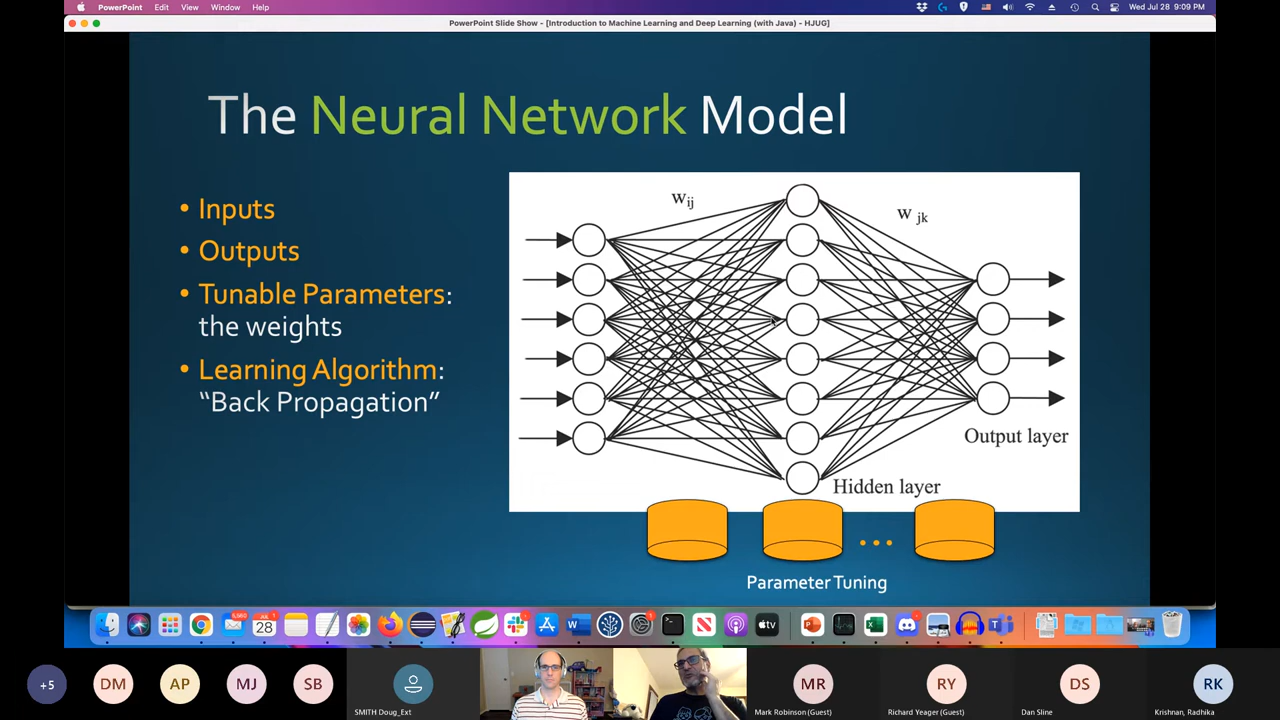 PowerPoint Edit View Window Help
Wed Jul 28 9:09 PM
PowerPoint Slide Show - [Introduction to Machine Learning and Deep Learning (with Java) - HJUG]
The Neural Network Model
• Inputs
• Outputs
• Tunable Parameters:
the weights
• Learning Algorithm:
“Back Propagation”
wij
w jk
Output layer
Hidden layer
...
Parameter Tuning
JUL
28
+5
DM
AP
MJ
SB
SMITH Doug_Ext
MR
Mark Robinson (Guest)
RY
Richard Yeager (Guest)
DS
Dan Sline
RK
Krishnan, Radhika